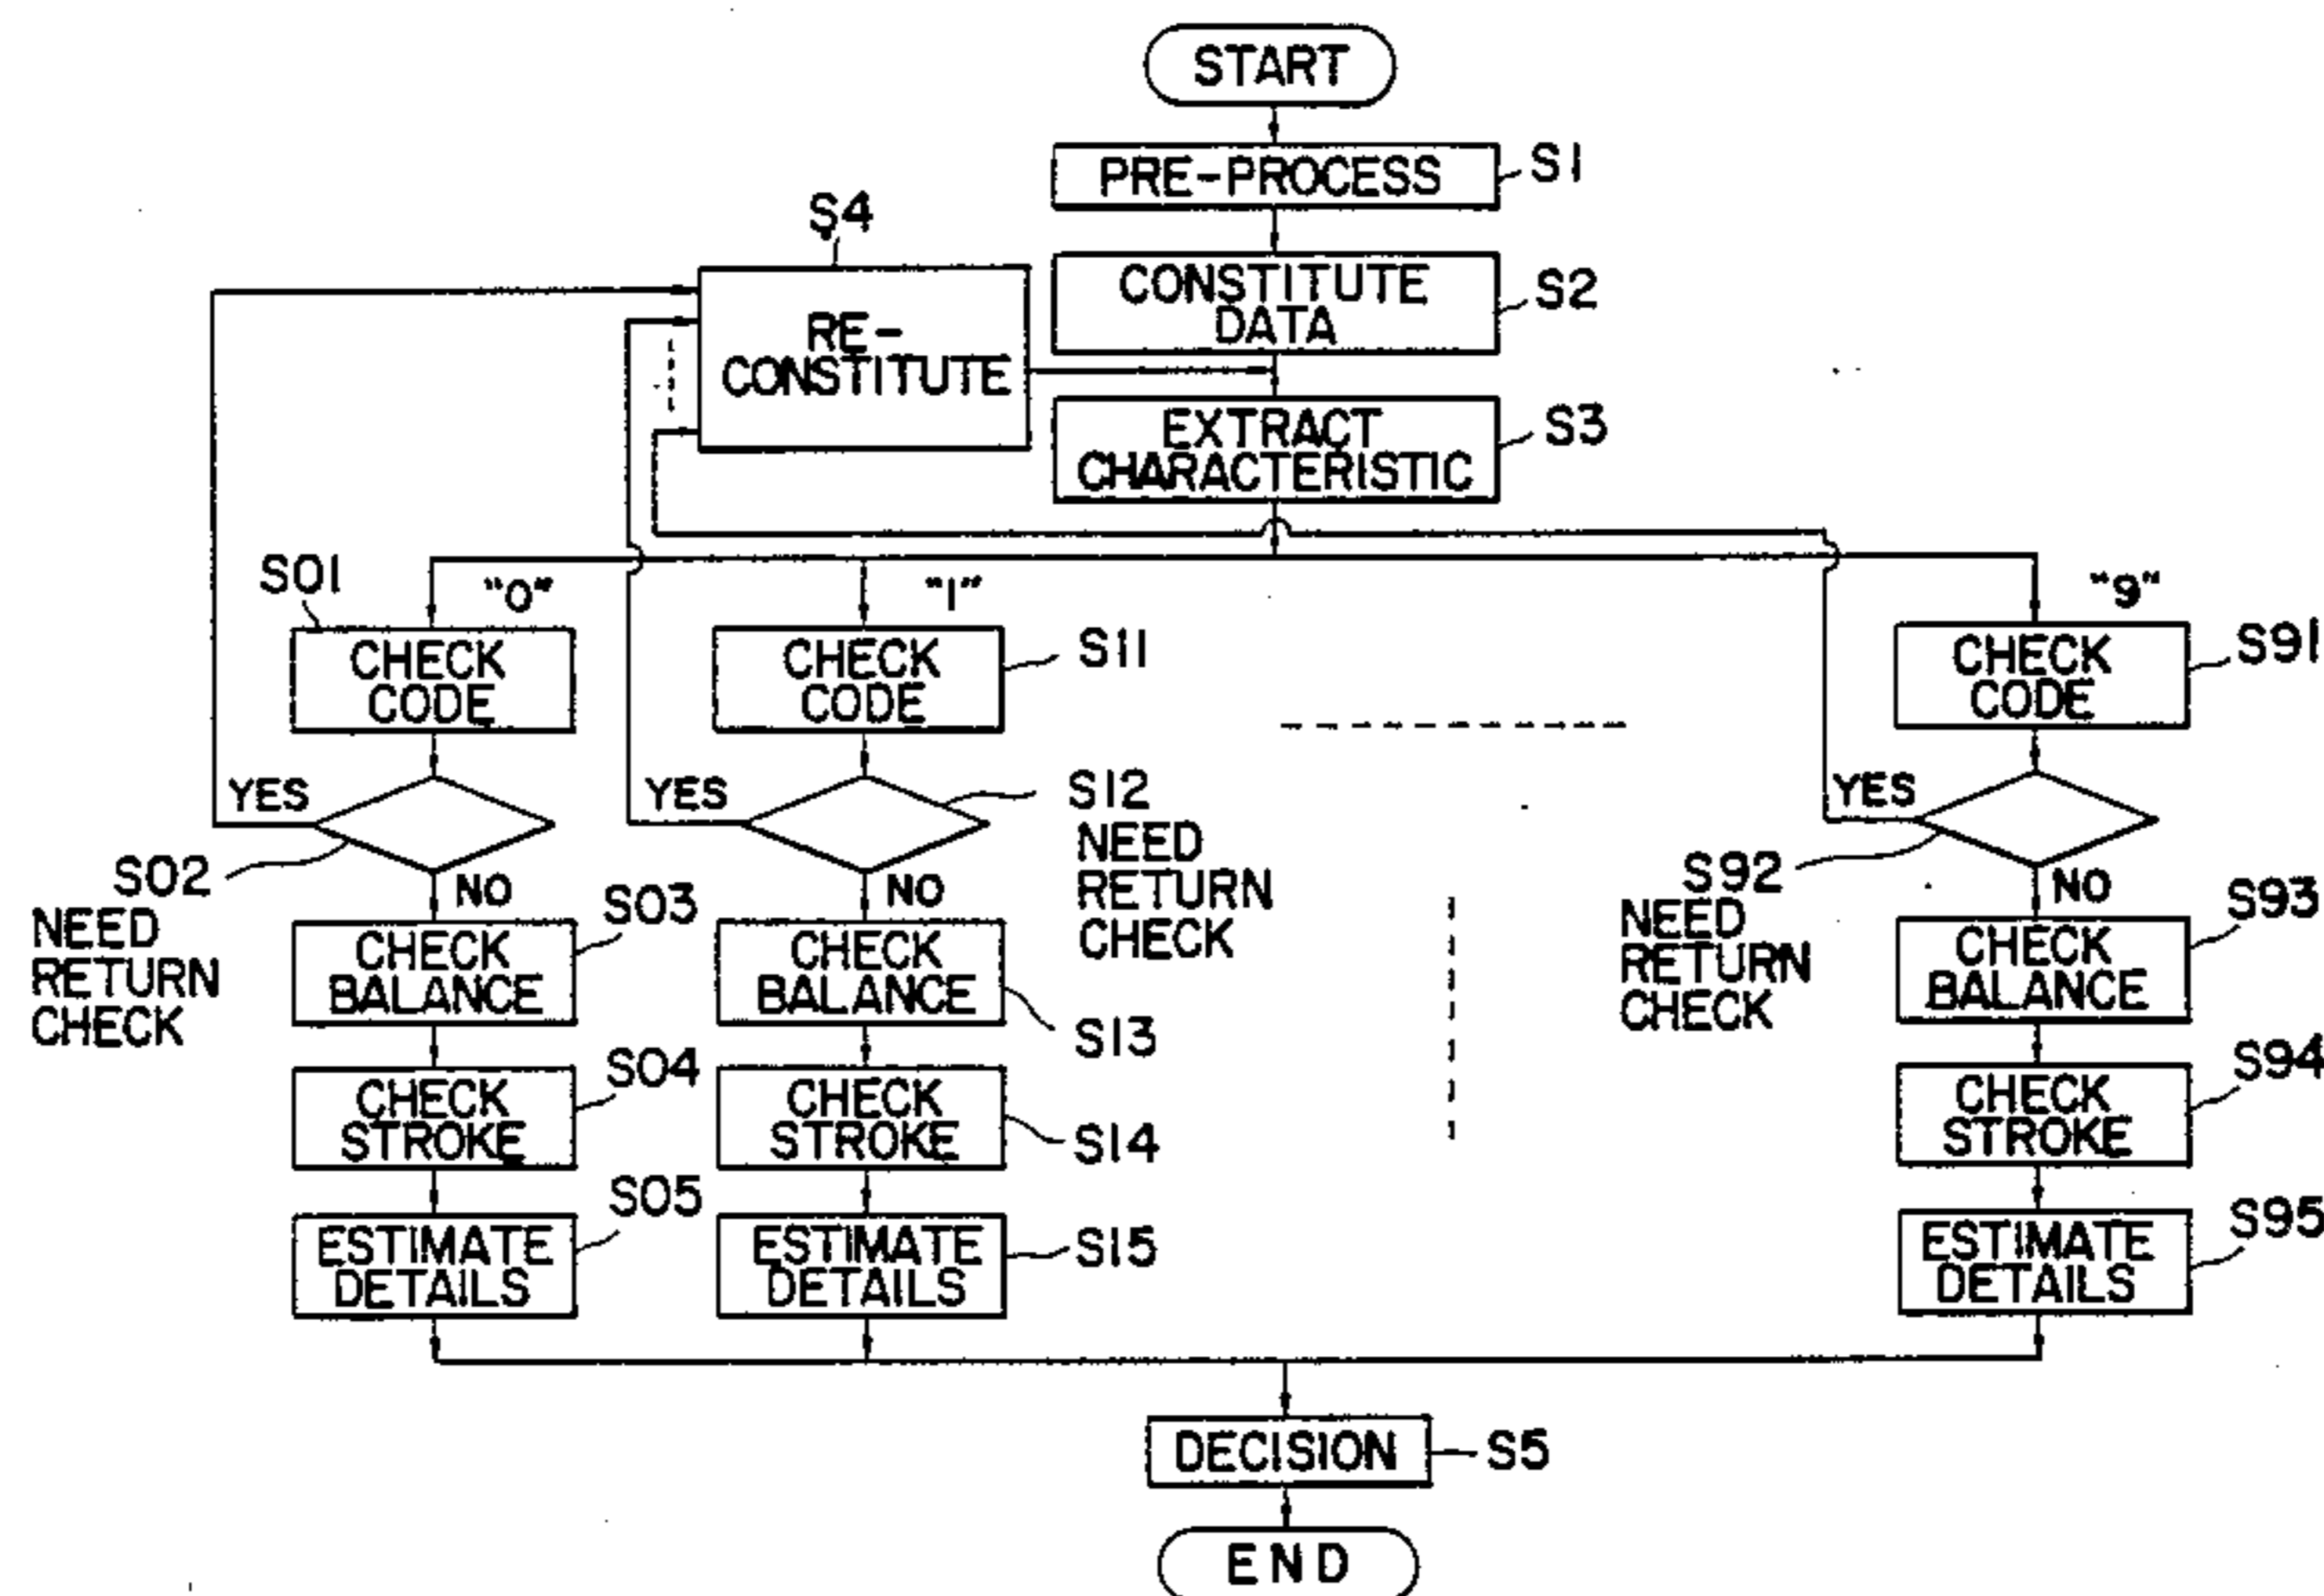 START
PRE-PROCESS
S1
S4
CONSTITUTE
DATA
S2
RE-
CONSTITUTE
EXTRACT
CHARACTERISTIC
S3
S01
"0"
"1"
"9"
CHECK
CODE
CHECK
CODE
S11
CHECK
CODE
S91
YES
YES
S12
NEED
RETURN
CHECK
YES
S02
NEED
RETURN
CHECK
NO
NO
S92
NEED
RETURN
CHECK
NO
CHECK
BALANCE
S03
CHECK
BALANCE
S13
CHECK
BALANCE
S93
CHECK
STROKE
S04
CHECK
STROKE
S14
CHECK
STROKE
S94
ESTIMATE
DETAILS
S05
ESTIMATE
DETAILS
S15
ESTIMATE
DETAILS
S95
DECISION
S5
END